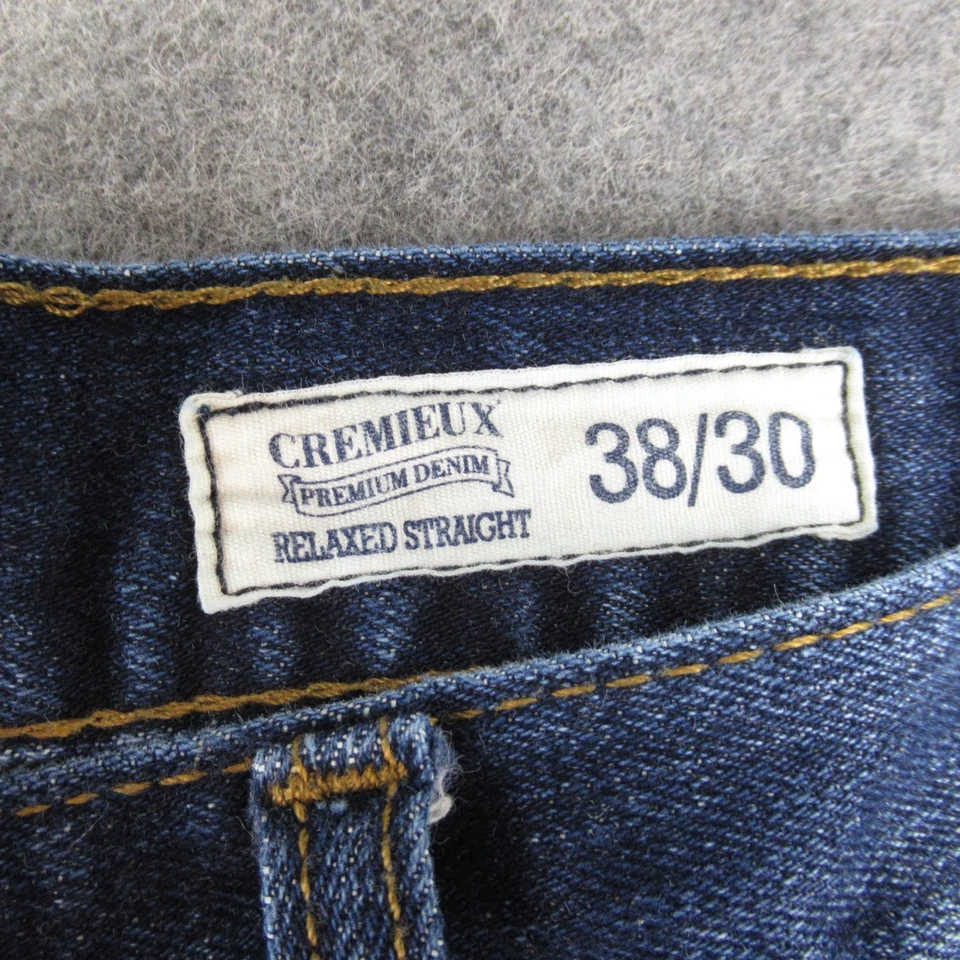 CREMIEUX
PREMIUM DENIM
RELAXED STRAIGHT
38/30